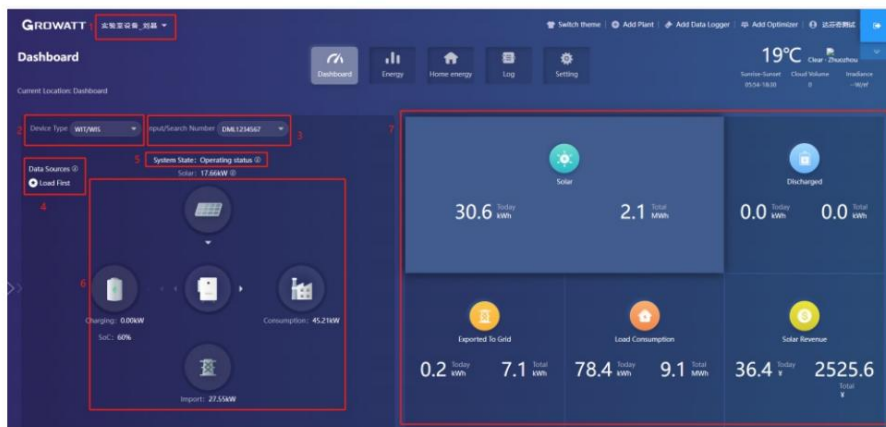 GROWATT 1 实验室设备_刘慕
Switch theme Add Plant Add Data Logger Add Optimizer
Dashboard
Dashboard Energy Home energy Log Setting
19℃ Clear · Zhuozhou
Sunrise-Sunset Cloud Volume Irradiance
05:54-18:30 0 --W/㎡
Current Location: Dashboard
2 Device Type WIT/WIS
Input/Search Number DML1234567 3
5 System State: Operating status
Solar: 17.66kW
Data Sources
Load First
4
6
Charging: 0.00kW
SoC: 60%
Consumption: 45.21kW
Import: 27.55kW
7
Solar
30.6 Today kWh 2.1 Total MWh
Discharged
0.0 Today kWh 0.0 Total kWh
Exported To Grid
0.2 Today kWh 7.1 Total kWh
Load Consumption
78.4 Today kWh 9.1 Total MWh
Solar Revenue
36.4 Today ¥ 2525.6 Total ¥